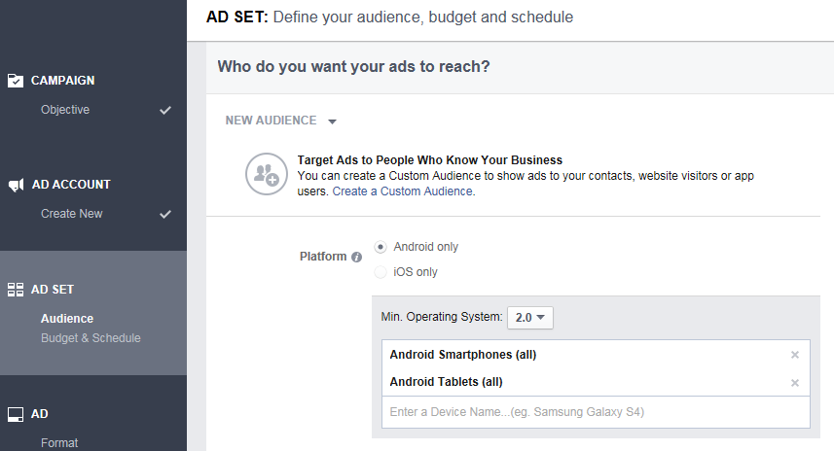 AD SET: Define your audience, budget and schedule
CAMPAIGN
Objective
AD ACCOUNT
Create New
AD SET
Audience
Budget & Schedule
AD
Format
Who do you want your ads to reach?
NEW AUDIENCE
Target Ads to People Who Know Your Business
You can create a Custom Audience to show ads to your contacts, website visitors or app
users. Create a Custom Audience.
Platform
Android only
iOS only
Min. Operating System: 2.0
Android Smartphones (all)
Android Tablets (all)
Enter a Device Name...(eg. Samsung Galaxy S4)